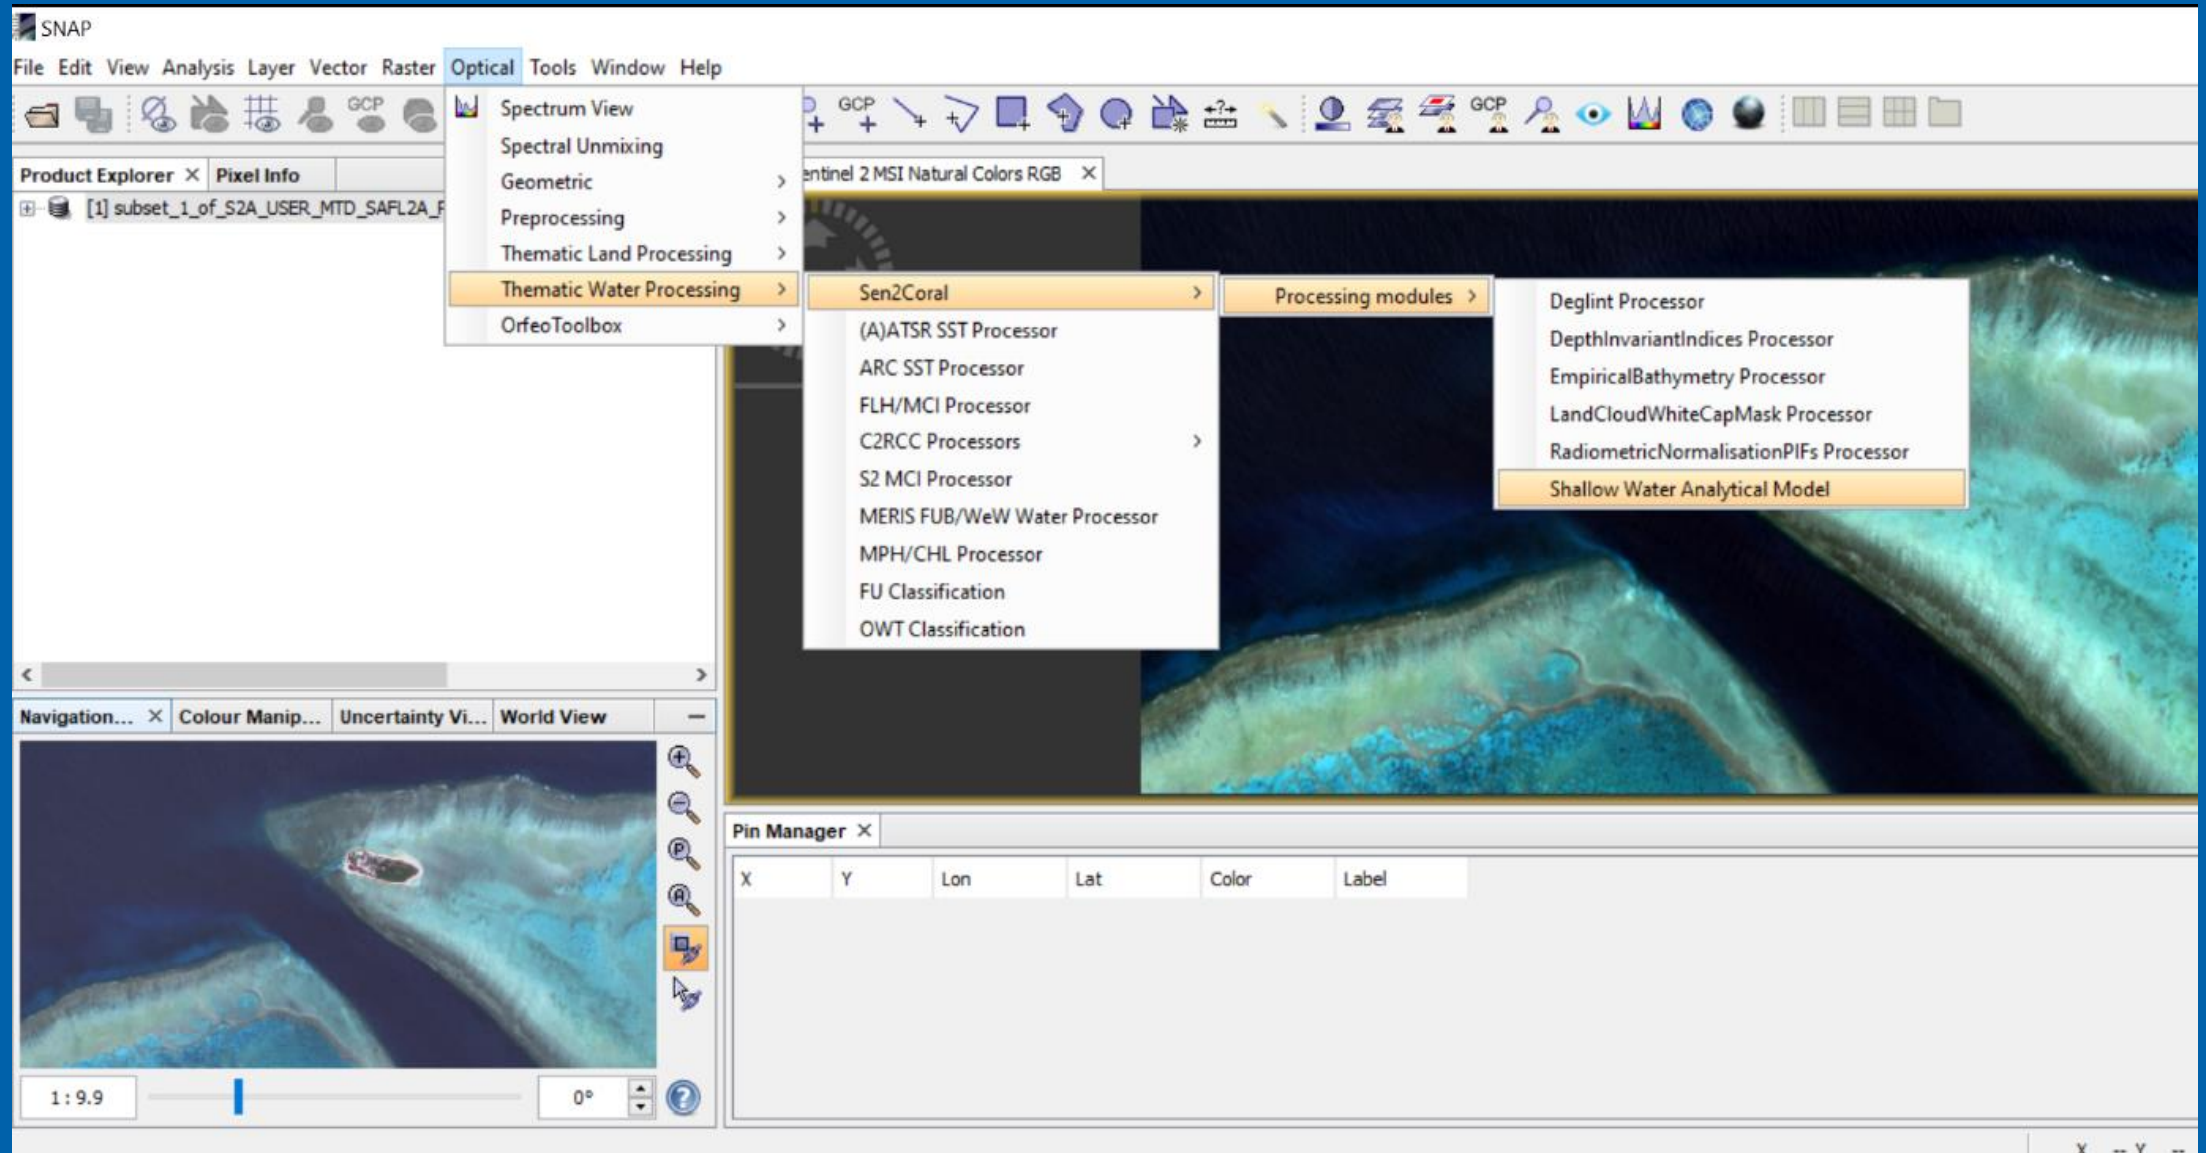 SNAP
File Edit View Analysis Layer Vector Raster Optical Tools Window Help
GCP
GCP
GCP
Spectrum View
Spectral Unmixing
Geometric
Preprocessing
Thematic Land Processing
Thematic Water Processing
OrfeoToolbox
Product Explorer
Pixel Info
[1] subset_1_of_S2A_USER_MTD_SAFL2A_
entinel 2 MSI Natural Colors RGB
Sen2Coral
(A)ATSR SST Processor
ARC SST Processor
FLH/MCI Processor
C2RCC Processors
S2 MCI Processor
MERIS FUB/WeW Water Processor
MPH/CHL Processor
FU Classification
OWT Classification
Processing modules
Deglint Processor
DepthInvariantIndices Processor
EmpiricalBathymetry Processor
LandCloudWhiteCapMask Processor
RadiometricNormalisationPIFs Processor
Shallow Water Analytical Model
Navigation...
Colour Manip...
Uncertainty Vi...
World View
1 : 9.9
0°
Pin Manager
X Y Lon Lat Color Label
X -- Y --